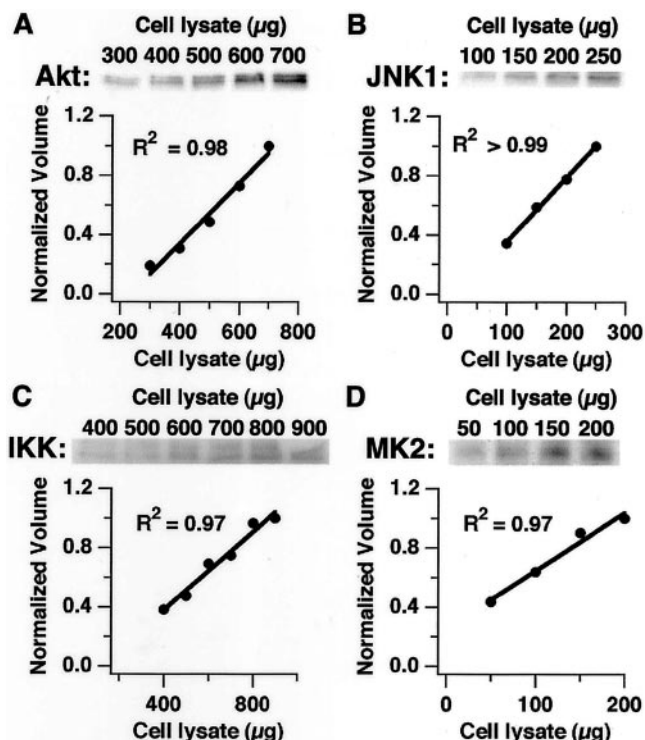 A
Cell lysate (µg)
300 400 500 600 700
Akt:
Normalized Volume
1.2
0.8
0.4
0.0
R² = 0.98
200 400 600 800
Cell lysate (µg)
B
Cell lysate (µg)
100 150 200 250
JNK1:
Normalized Volume
1.2
0.8
0.4
0.0
R² > 0.99
0 100 200 300
Cell lysate (µg)
C
Cell lysate (µg)
400 500 600 700 800 900
IKK:
Normalized Volume
1.2
0.8
0.4
0.0
R² = 0.97
400 800
Cell lysate (µg)
D
Cell lysate (µg)
50 100 150 200
MK2:
Normalized Volume
1.2
0.8
0.4
0.0
R² = 0.97
0 100 200
Cell lysate (µg)